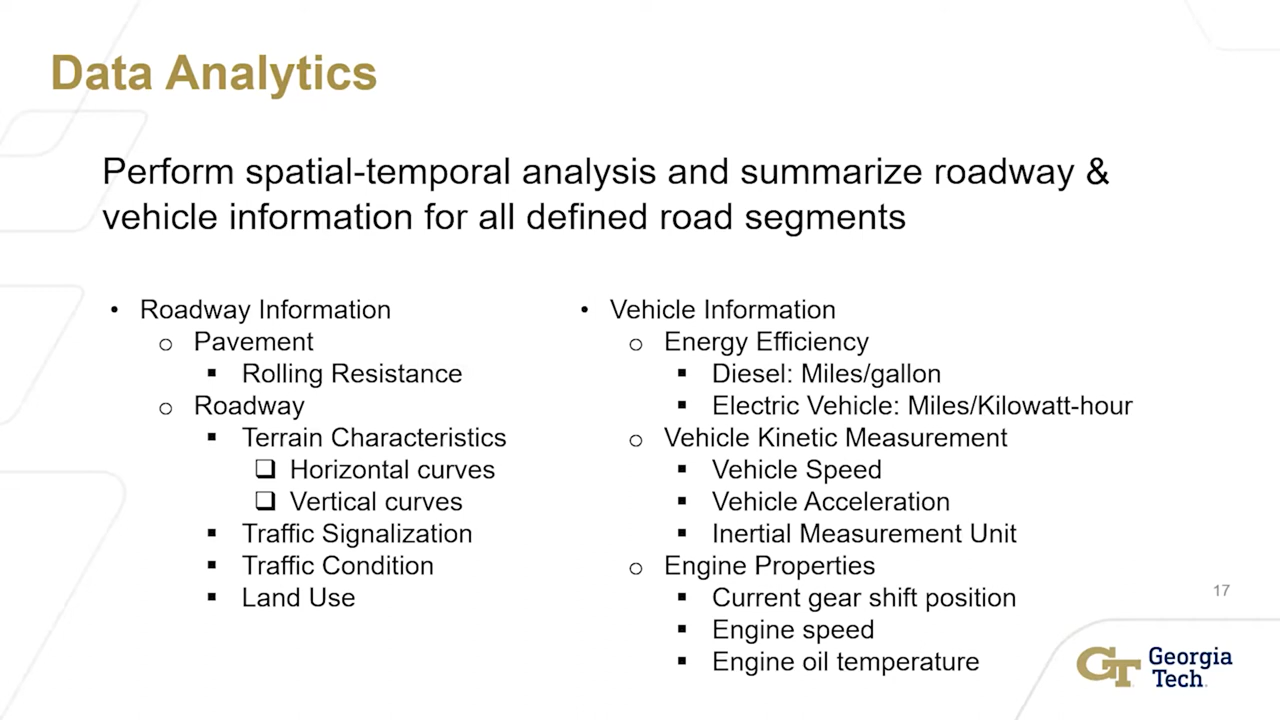 Data Analytics
Perform spatial-temporal analysis and summarize roadway &
vehicle information for all defined road segments
• Roadway Information
o Pavement
▪ Rolling Resistance
o Roadway
▪ Terrain Characteristics
❑ Horizontal curves
❑ Vertical curves
▪ Traffic Signalization
▪ Traffic Condition
▪ Land Use
• Vehicle Information
o Energy Efficiency
▪ Diesel: Miles/gallon
▪ Electric Vehicle: Miles/Kilowatt-hour
o Vehicle Kinetic Measurement
▪ Vehicle Speed
▪ Vehicle Acceleration
▪ Inertial Measurement Unit
o Engine Properties
▪ Current gear shift position
▪ Engine speed
▪ Engine oil temperature
17
GT Georgia
Tech